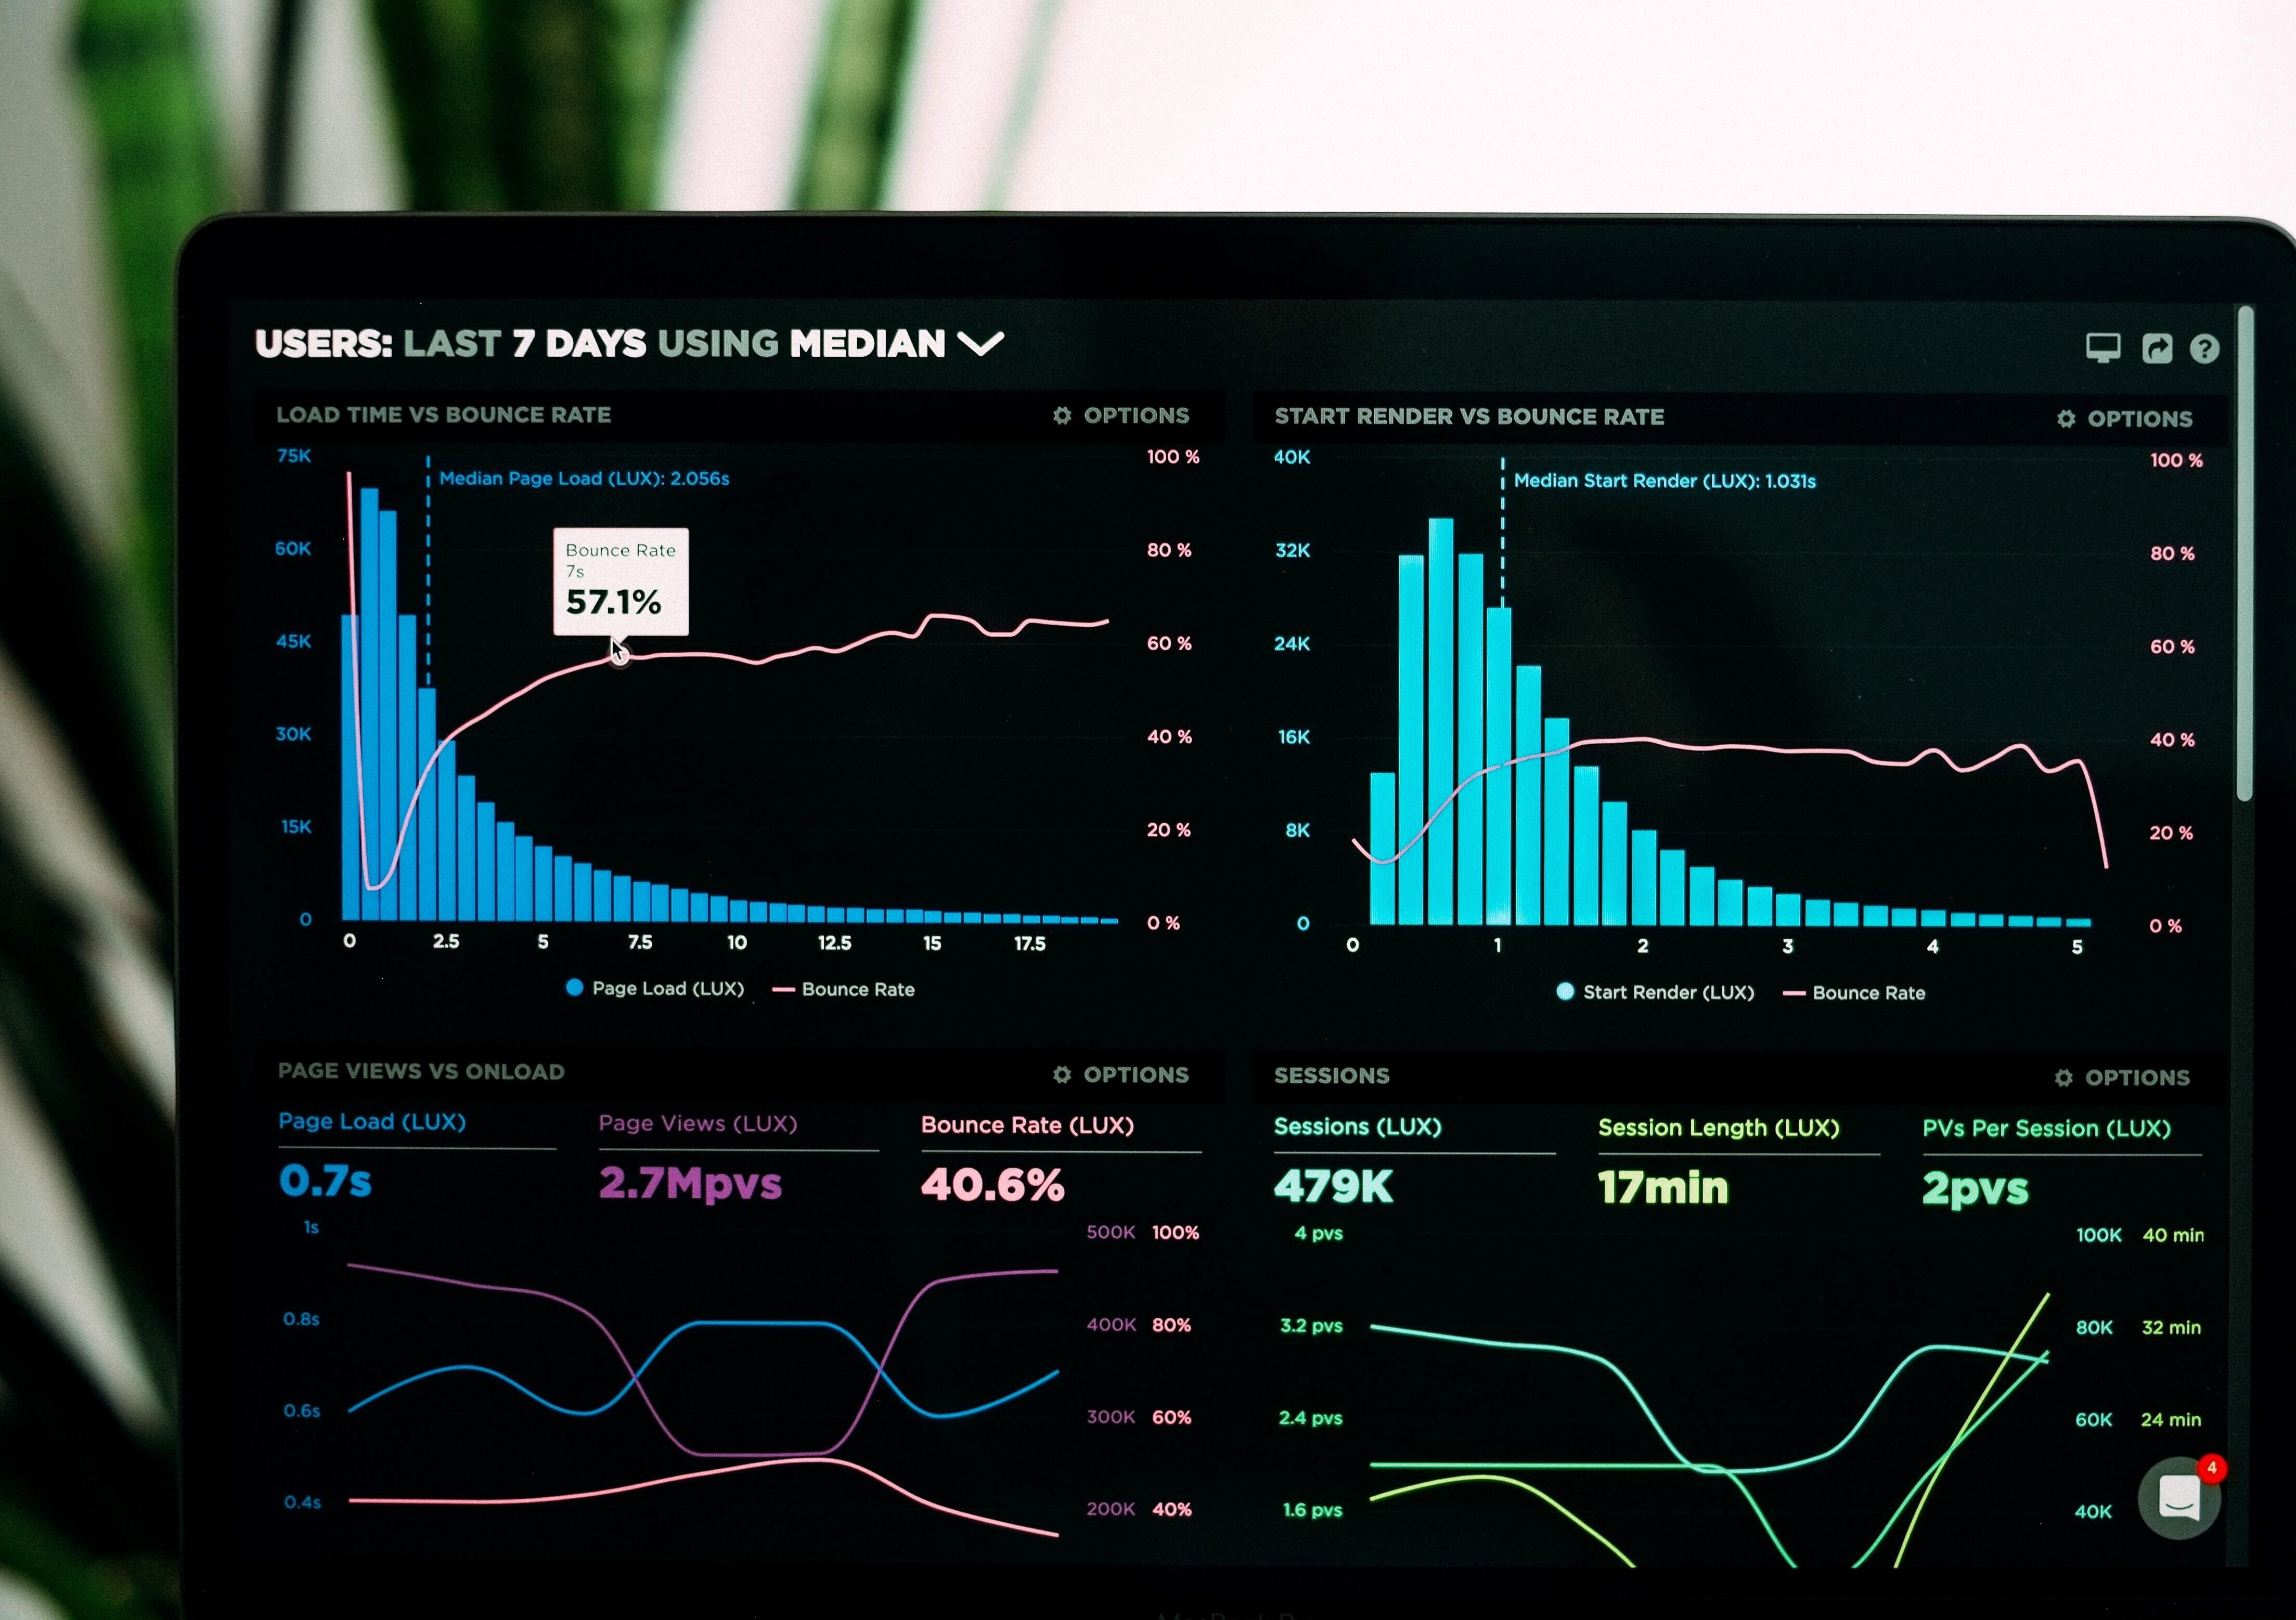 USERS: LAST 7 DAYS USING MEDIAN
LOAD TIME VS BOUNCE RATE
OPTIONS
75K
60K
45K
30K
15K
0
Median Page Load (LUX): 2.056s
Bounce Rate
7s
57.1%
100 %
80 %
60 %
40 %
20 %
0 %
0 2.5 5 7.5 10 12.5 15 17.5
Page Load (LUX) Bounce Rate
START RENDER VS BOUNCE RATE
OPTIONS
40K
32K
24K
16K
8K
0
Median Start Render (LUX): 1.031s
100 %
80 %
60 %
40 %
20 %
0 %
0 1 2 3 4 5
Start Render (LUX) Bounce Rate
PAGE VIEWS VS ONLOAD
OPTIONS
Page Load (LUX)
0.7s
Page Views (LUX)
2.7Mpvs
Bounce Rate (LUX)
40.6%
1s
0.8s
0.6s
0.4s
500K 100%
400K 80%
300K 60%
200K 40%
SESSIONS
OPTIONS
Sessions (LUX)
479K
Session Length (LUX)
17min
PVs Per Session (LUX)
2pvs
4 pvs
3.2 pvs
2.4 pvs
1.6 pvs
100K 40 min
80K 32 min
60K 24 min
40K
4